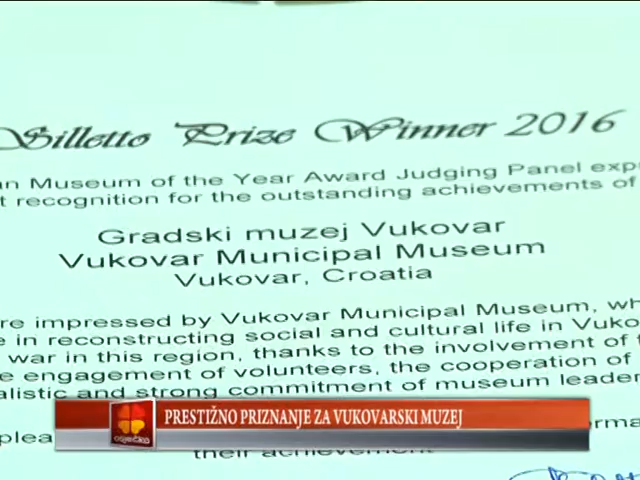 Silletto Prize Winner 2016
Museum of the Year Award Judging Panel
recognition for the outstanding achievements of
Gradski muzej Vukovar
Vukovar Municipal Museum
Vukovar, Croatia
impressed by Vukovar Municipal Museum,
in reconstructing social and cultural life in
war in this region, thanks to the involvement of
engagement of volunteers, the cooperation of
and strong commitment of museum
PRESTIŽNO PRIZNANJE ZA VUKOVARSKI MUZEJ
osječka
their achievement